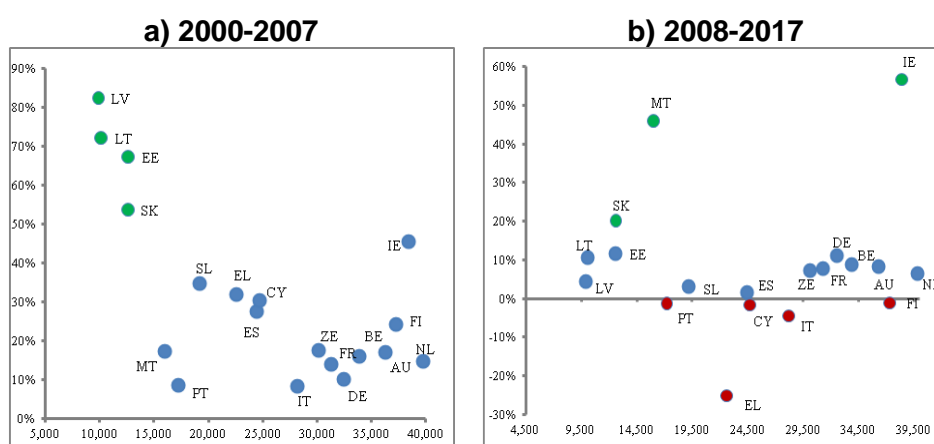 a) 2000-2007
90%
80%
70%
60%
50%
40%
30%
20%
10%
0%
LV
LT
EE
SK
IE
SL
EL
CY
ES
FI
ZE
BE
MT
FR
NL
AU
PT
IT
DE
5,000 10,000 15,000 20,000 25,000 30,000 35,000 40,000
b) 2008-2017
60%
50%
40%
30%
20%
10%
0%
-10%
-20%
-30%
IE
MT
SK
LT
EE
DE
BE
LV
SL
ES
ZE
FR
AU
PT
CY
IT
FI
EL
4,500 9,500 14,500 19,500 24,500 29,500 34,500 39,500